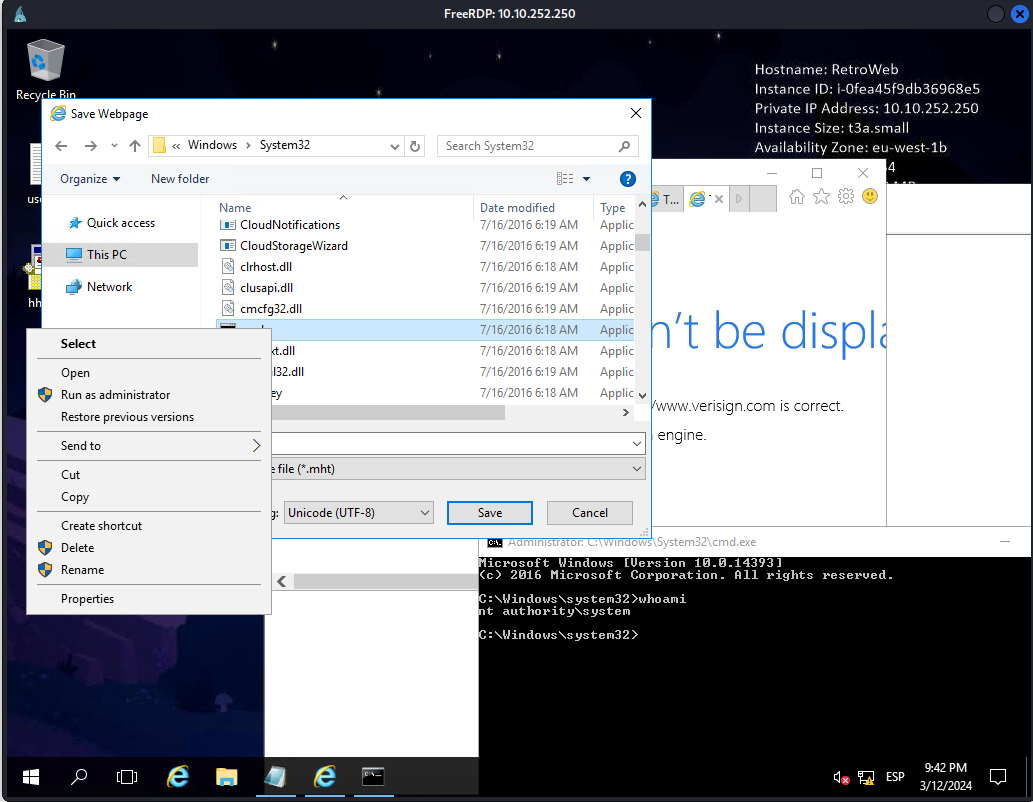 FreeRDP: 10.10.252.250
Recycle Bin
Hostname: RetroWeb
Instance ID: i-0fea45f9db36968e5
Private IP Address: 10.10.252.250
Instance Size: t3a.small
Availability Zone: eu-west-1b
Save Webpage
« Windows › System32
Search System32
Organize
New folder
Quick access
This PC
Network
Name Date modified Type
CloudNotifications 7/16/2016 6:19 AM Applic
CloudStorageWizard 7/16/2016 6:19 AM Applic
clrhost.dll 7/16/2016 6:18 AM Applic
clusapi.dll 7/16/2016 6:19 AM Applic
cmcfg32.dll 7/16/2016 6:19 AM Applic
7/16/2016 6:18 AM Applic
xt.dll 7/16/2016 6:19 AM Applic
l32.dll 7/16/2016 6:19 AM Applic
ey 7/16/2016 6:18 AM Applic
e file (*.mht)
g: Unicode (UTF-8)
Save
Cancel
Select
Open
Run as administrator
Restore previous versions
Send to
Cut
Copy
Create shortcut
Delete
Rename
Properties
T...
n't be displa
/www.verisign.com is correct.
engine.
Administrator: C:\Windows\System32\cmd.exe
Microsoft Windows [Version 10.0.14393]
(c) 2016 Microsoft Corporation. All rights reserved.
C:\Windows\system32>whoami
nt authority\system
C:\Windows\system32>
ESP
9:42 PM
3/12/2024